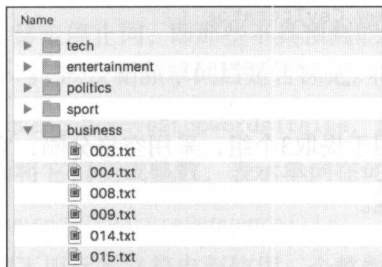 Name
tech
entertainment
politics
sport
business
003.txt
004.txt
008.txt
009.txt
014.txt
015.txt